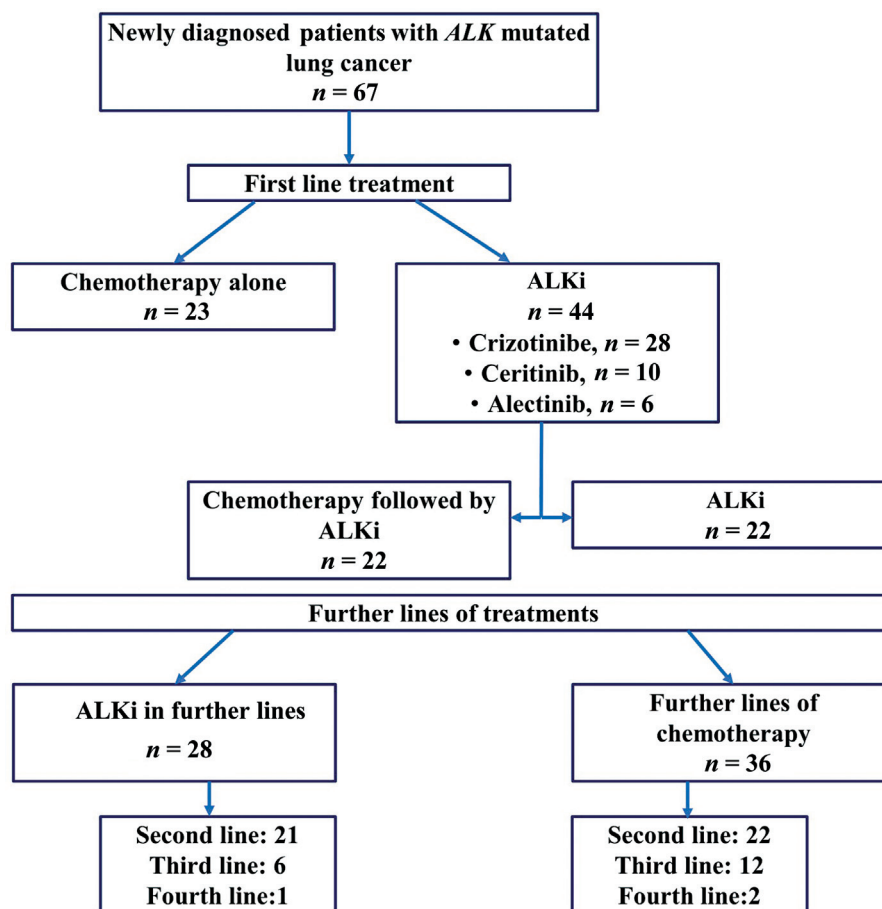 Newly diagnosed patients with ALK mutated
lung cancer
n = 67
First line treatment
Chemotherapy alone
n = 23
ALKi
n = 44
• Crizotinibe, n = 28
• Ceritinib, n = 10
• Alectinib, n = 6
Chemotherapy followed by
ALKi
n = 22
ALKi
n = 22
Further lines of treatments
ALKi in further lines
n = 28
Further lines of
chemotherapy
n = 36
Second line: 21
Third line: 6
Fourth line:1
Second line: 22
Third line: 12
Fourth line:2